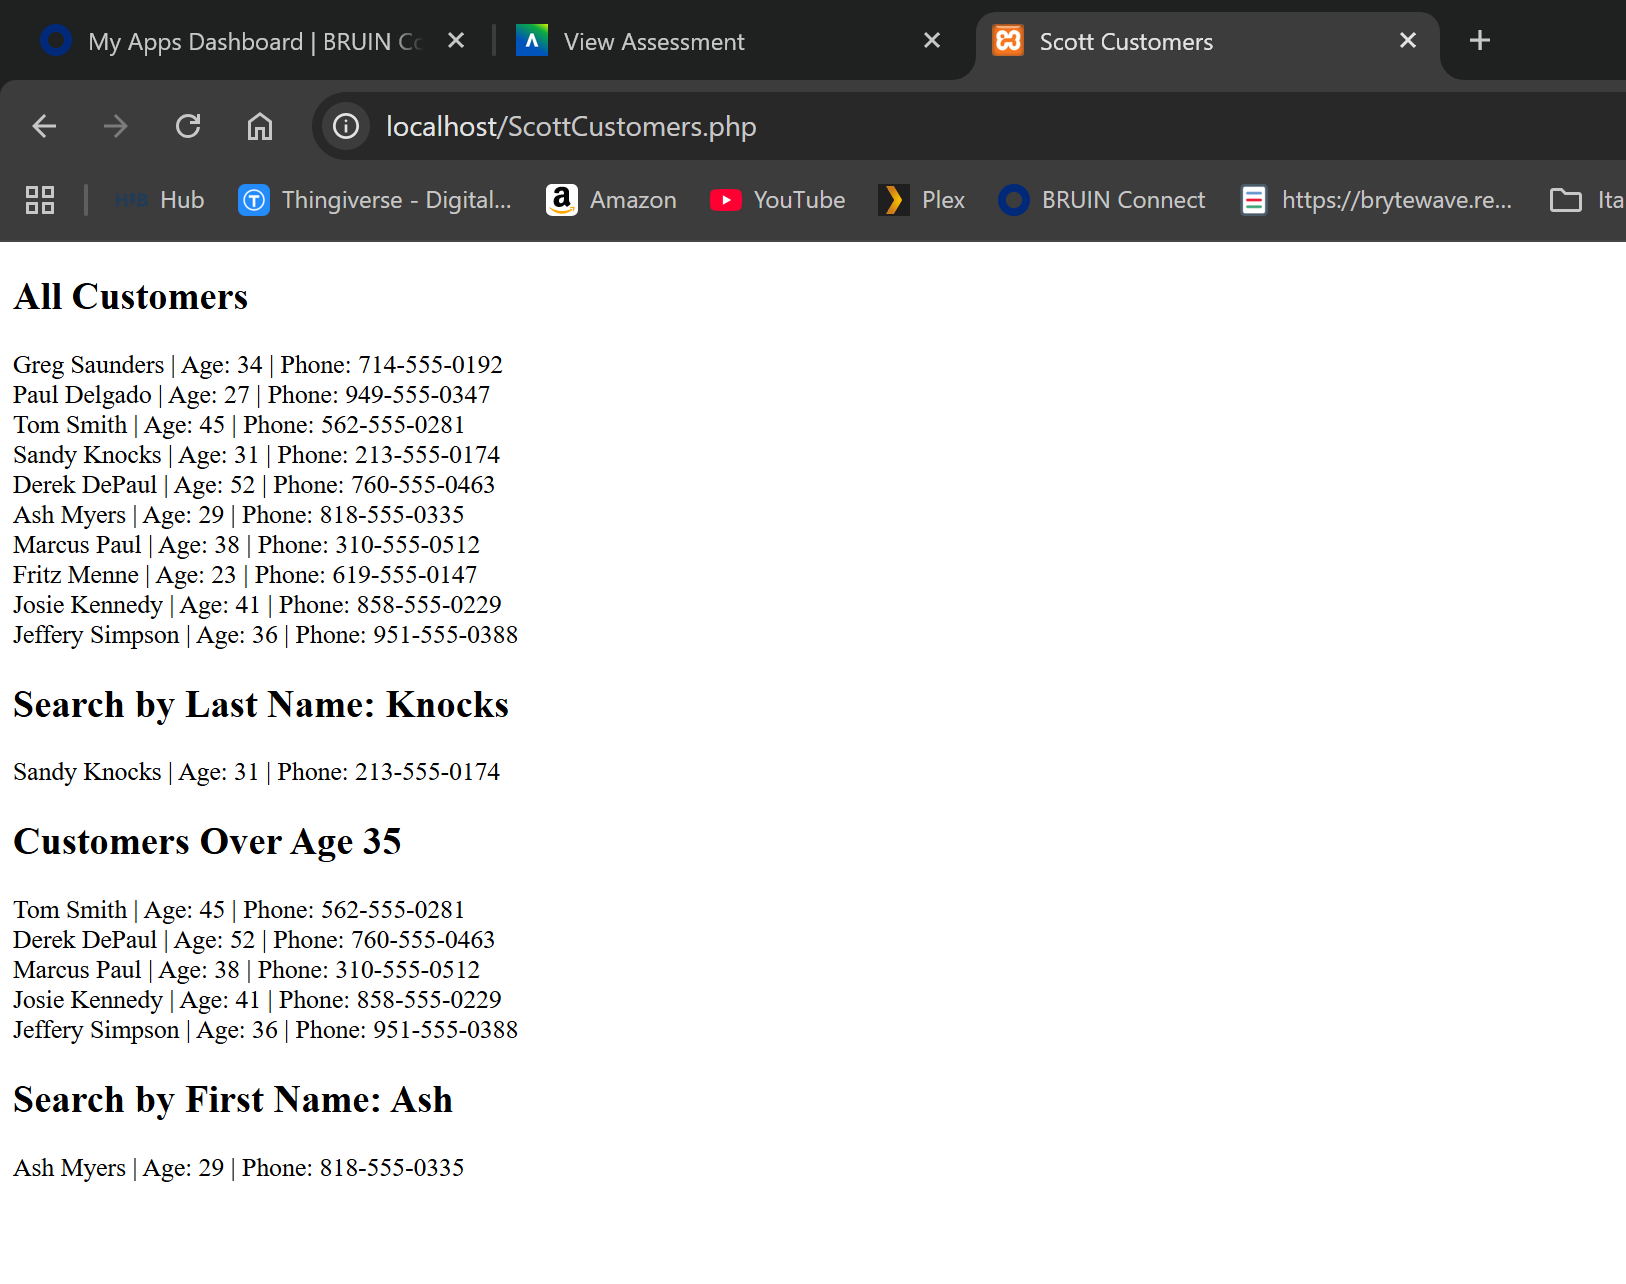 My Apps Dashboard | BRUIN Co
View Assessment
Scott Customers
localhost/ScottCustomers.php
Hub
Thingiverse - Digital...
Amazon
YouTube
Plex
BRUIN Connect
https://brytewave.re...
Ita
All Customers
Greg Saunders | Age: 34 | Phone: 714-555-0192
Paul Delgado | Age: 27 | Phone: 949-555-0347
Tom Smith | Age: 45 | Phone: 562-555-0281
Sandy Knocks | Age: 31 | Phone: 213-555-0174
Derek DePaul | Age: 52 | Phone: 760-555-0463
Ash Myers | Age: 29 | Phone: 818-555-0335
Marcus Paul | Age: 38 | Phone: 310-555-0512
Fritz Menne | Age: 23 | Phone: 619-555-0147
Josie Kennedy | Age: 41 | Phone: 858-555-0229
Jeffery Simpson | Age: 36 | Phone: 951-555-0388
Search by Last Name: Knocks
Sandy Knocks | Age: 31 | Phone: 213-555-0174
Customers Over Age 35
Tom Smith | Age: 45 | Phone: 562-555-0281
Derek DePaul | Age: 52 | Phone: 760-555-0463
Marcus Paul | Age: 38 | Phone: 310-555-0512
Josie Kennedy | Age: 41 | Phone: 858-555-0229
Jeffery Simpson | Age: 36 | Phone: 951-555-0388
Search by First Name: Ash
Ash Myers | Age: 29 | Phone: 818-555-0335